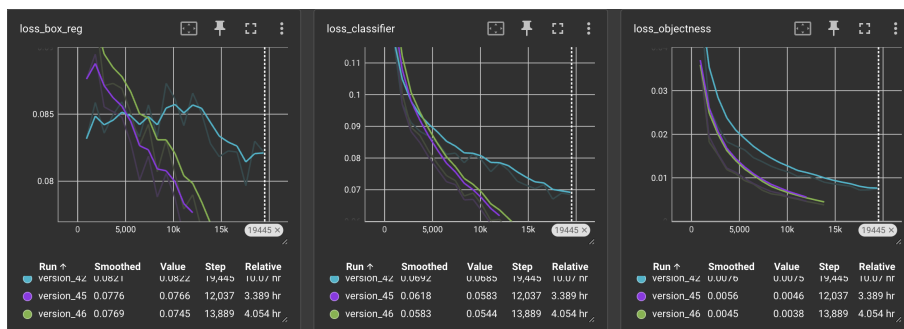 loss_box_reg
0.085
0.08
0 5,000 10k 15k 19445 ×
Run ↑ Smoothed Value Step Relative
version_42 0.0821 0.0822 19,445 10.07 hr
version_45 0.0776 0.0766 12,037 3.389 hr
version_46 0.0769 0.0745 13,889 4.054 hr
loss_classifier
0.11
0.1
0.09
0.08
0.07
0 5,000 10k 15k 19445 ×
Run ↑ Smoothed Value Step Relative
version_42 0.0692 0.0685 19,445 10.07 hr
version_45 0.0618 0.0583 12,037 3.389 hr
version_46 0.0583 0.0544 13,889 4.054 hr
loss_objectness
0.03
0.02
0.01
0
0 5,000 10k 15k 19445 ×
Run ↑ Smoothed Value Step Relative
version_42 0.0076 0.0075 19,445 10.07 hr
version_45 0.0056 0.0046 12,037 3.389 hr
version_46 0.0045 0.0038 13,889 4.054 hr